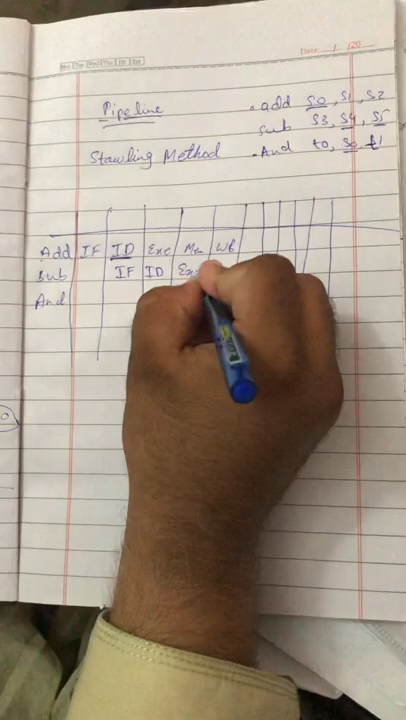 Date / /20
Pipeline
.add S0, S1, S2
sub S3, S4, S5
Stawling Method
.And t0, S0, t1
Add IF ID Exe Me WB
Sub IF ID Ex
And